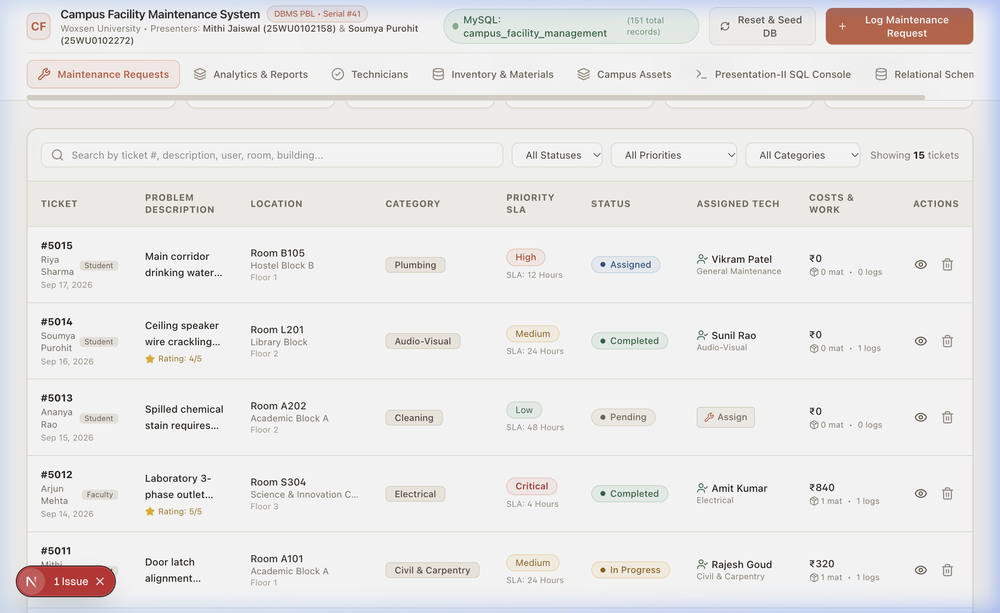 CF
Campus Facility Maintenance System
DBMS PBL • Serial #41
Woxsen University • Presenters: Mithi Jaiswal (25WU0102158) & Soumya Purohit
(25WU0102272)
MySQL:
campus_facility_management
(151 total
records)
Reset & Seed
DB
+ Log Maintenance
Request
Maintenance Requests
Analytics & Reports
Technicians
Inventory & Materials
Campus Assets
Presentation-II SQL Console
Relational Schem
Search by ticket #, description, user, room, building...
All Statuses
All Priorities
All Categories
Showing 15 tickets
TICKET
PROBLEM
DESCRIPTION
LOCATION
CATEGORY
PRIORITY
SLA
STATUS
ASSIGNED TECH
COSTS &
WORK
ACTIONS
#5015
Riya
Sharma
Student
Sep 17, 2026
Main corridor
drinking water...
Room B105
Hostel Block B
Floor 1
Plumbing
High
SLA: 12 Hours
Assigned
Vikram Patel
General Maintenance
₹0
0 mat • 0 logs
#5014
Soumya
Purohit
Student
Sep 16, 2026
Ceiling speaker
wire crackling...
Rating: 4/5
Room L201
Library Block
Floor 2
Audio-Visual
Medium
SLA: 24 Hours
Completed
Sunil Rao
Audio-Visual
₹0
0 mat • 1 logs
#5013
Ananya
Rao
Student
Sep 15, 2026
Spilled chemical
stain requires...
Room A202
Academic Block A
Floor 2
Cleaning
Low
SLA: 48 Hours
Pending
Assign
₹0
0 mat • 0 logs
#5012
Arjun
Mehta
Faculty
Sep 14, 2026
Laboratory 3-
phase outlet...
Rating: 5/5
Room S304
Science & Innovation C...
Floor 3
Electrical
Critical
SLA: 4 Hours
Completed
Amit Kumar
Electrical
₹840
1 mat • 1 logs
#5011
Mithi
Door latch
alignment...
Room A101
Academic Block A
Floor 1
Civil & Carpentry
Medium
SLA: 24 Hours
In Progress
Rajesh Goud
Civil & Carpentry
₹320
1 mat • 1 logs
N 1 Issue